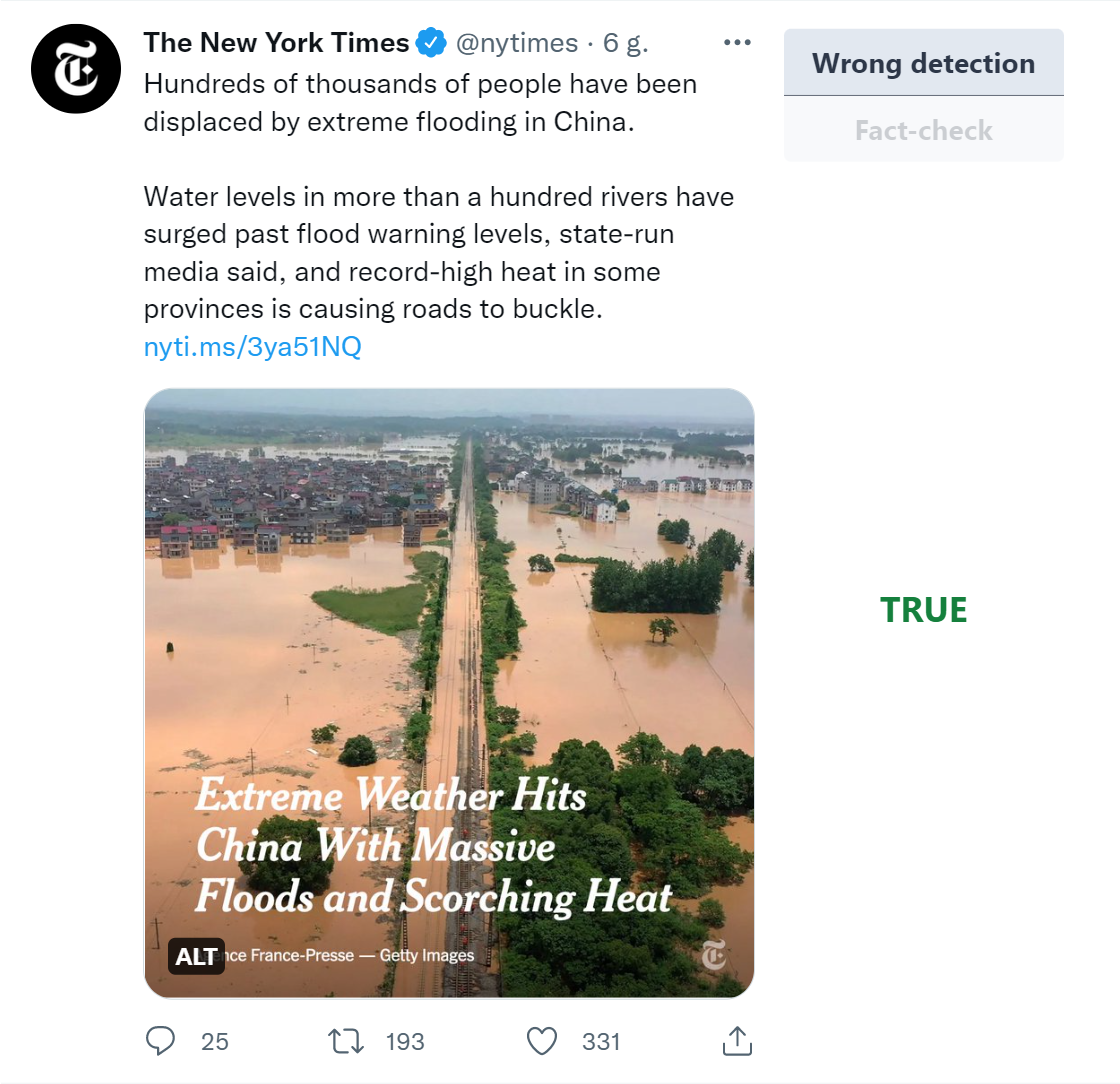 The New York Times @nytimes · 6 g.
Hundreds of thousands of people have been
displaced by extreme flooding in China.
Water levels in more than a hundred rivers have
surged past flood warning levels, state-run
media said, and record-high heat in some
provinces is causing roads to buckle.
nyti.ms/3ya51NQ
Extreme Weather Hits
China With Massive
Floods and Scorching Heat
ALT nce France-Presse — Getty Images
25 193 331
Wrong detection
Fact-check
TRUE